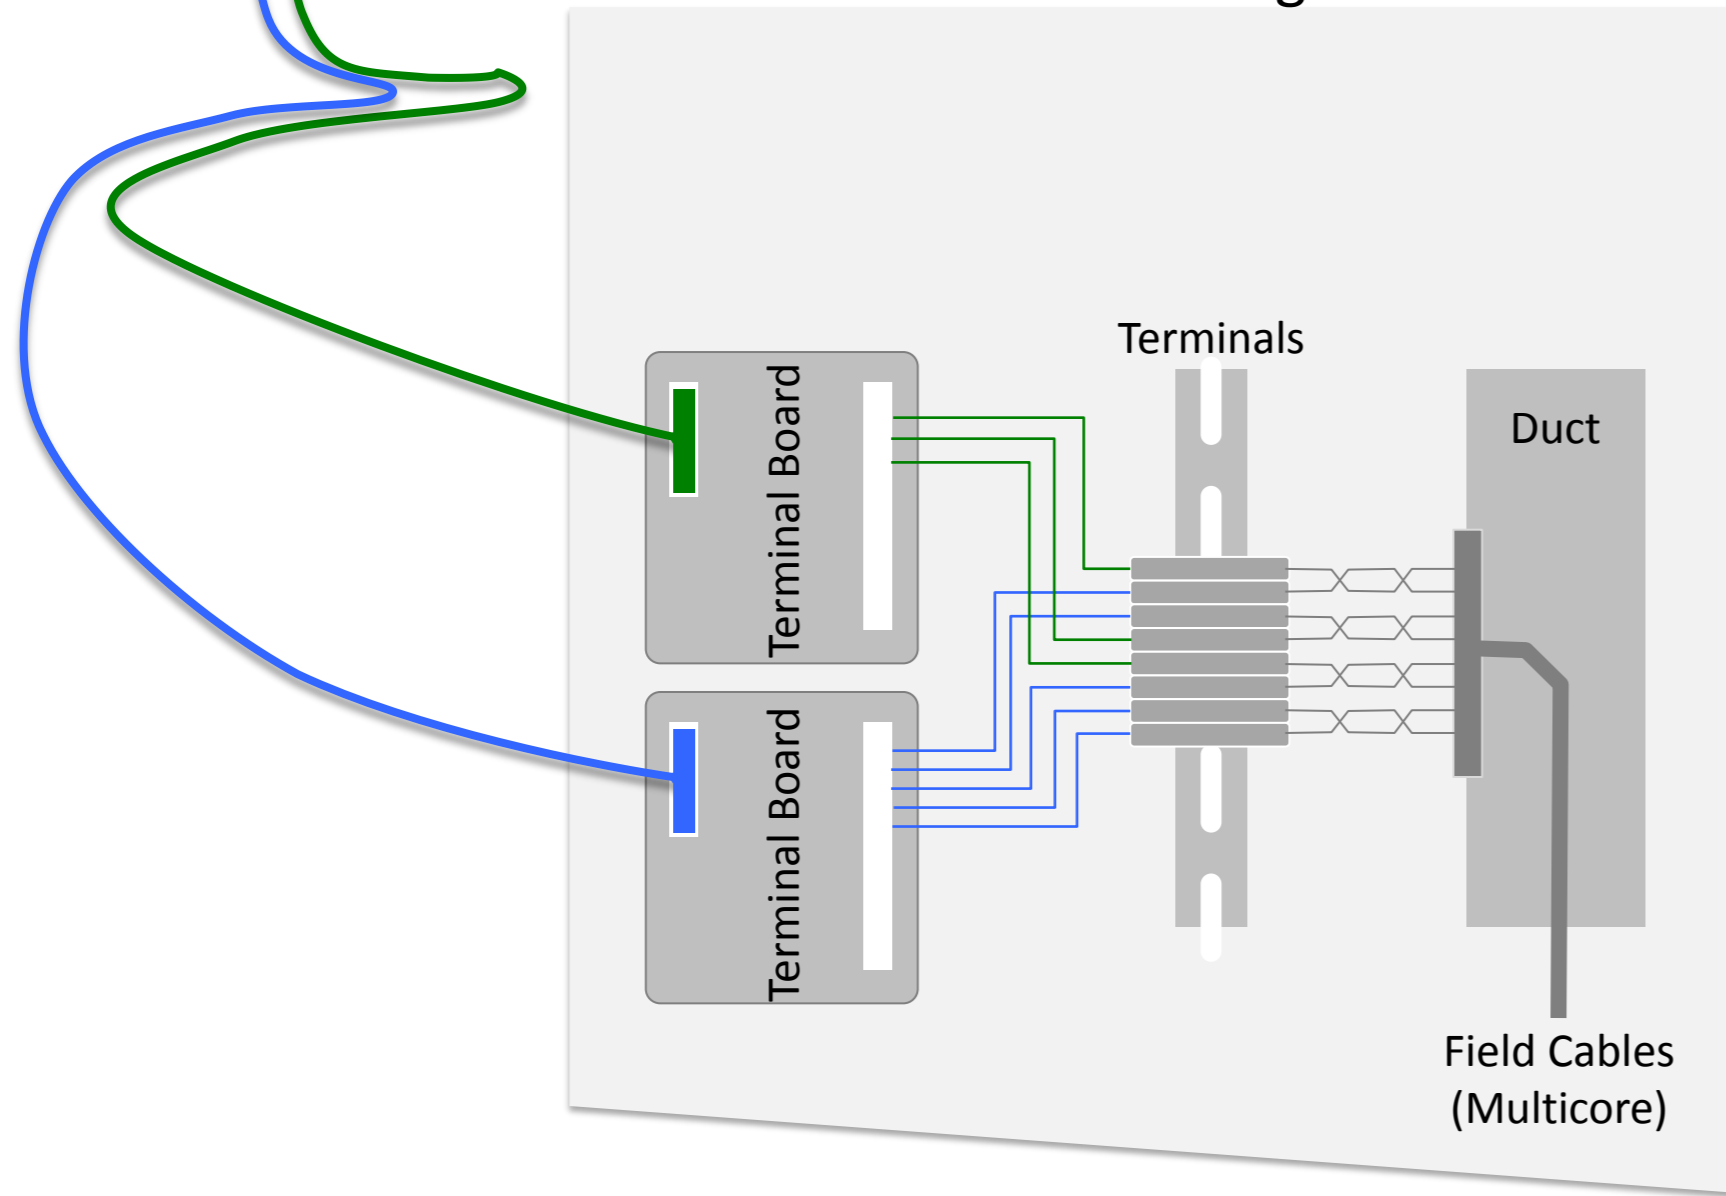 Terminals
Terminal Board
Duct
Terminal Board
Field Cables
(Multicore)